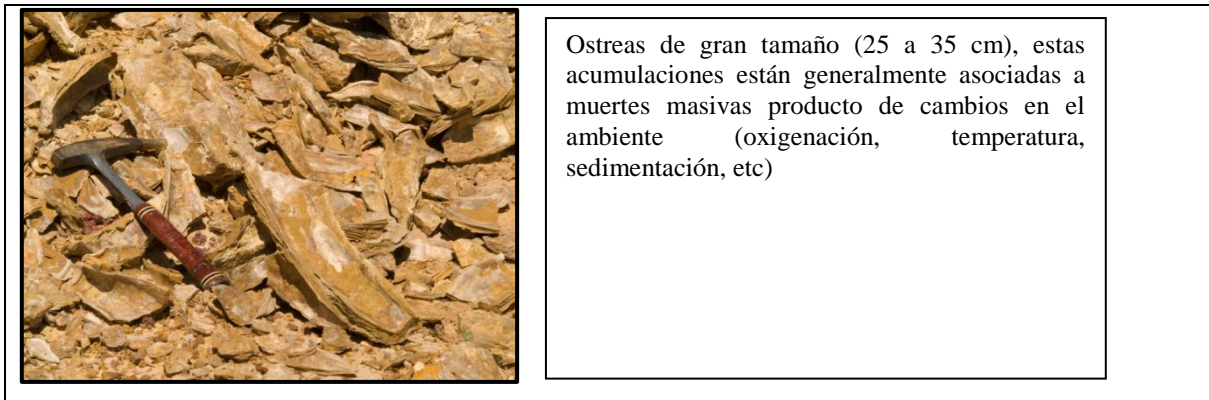 Ostreas de gran tamaño (25 a 35 cm), estas
acumulaciones están generalmente asociadas a
muertes masivas producto de cambios en el
ambiente (oxigenación, temperatura,
sedimentación, etc)